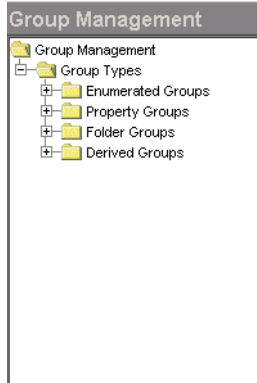 Group Management
Group Management
Group Types
Enumerated Groups
Property Groups
Folder Groups
Derived Groups